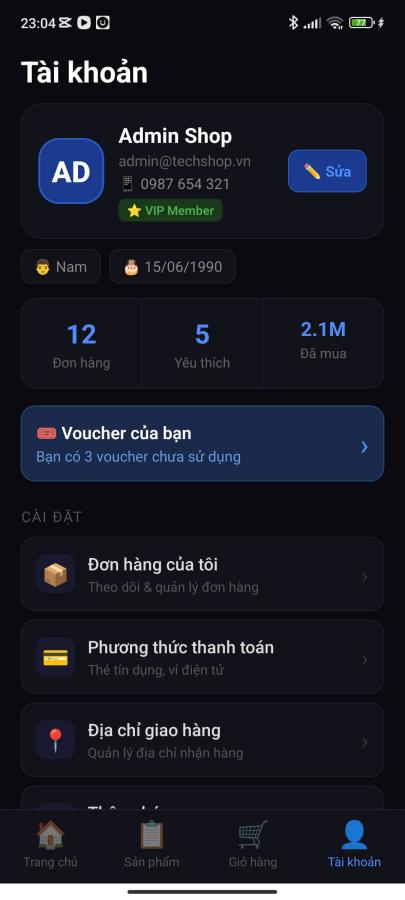 23:04
77
Tài khoản
AD
Admin Shop
admin@techshop.vn
📱 0987 654 321
⭐ VIP Member
✏️ Sửa
👨 Nam
🎂 15/06/1990
12
Đơn hàng
5
Yêu thích
2.1M
Đã mua
🎟️ Voucher của bạn
Bạn có 3 voucher chưa sử dụng
CÀI ĐẶT
Đơn hàng của tôi
Theo dõi & quản lý đơn hàng
Phương thức thanh toán
Thẻ tín dụng, ví điện tử
Địa chỉ giao hàng
Quản lý địa chỉ nhận hàng
Trang chủ
Sản phẩm
Giỏ hàng
Tài khoản